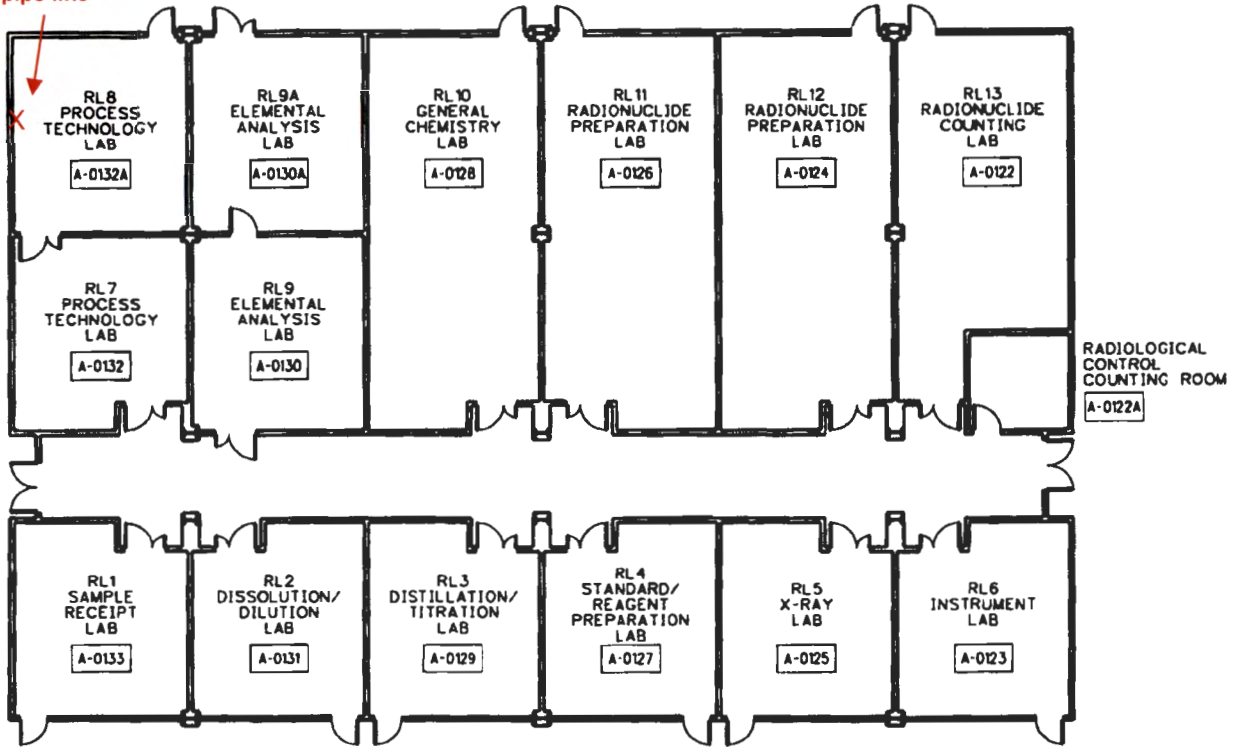 pipe line
X
RL8
PROCESS
TECHNOLOGY
LAB
A-0132A
RL9A
ELEMENTAL
ANALYSIS
LAB
A-0130A
RL10
GENERAL
CHEMISTRY
LAB
A-0128
RL11
RADIONUCLIDE
PREPARATION
LAB
A-0126
RL12
RADIONUCLIDE
PREPARATION
LAB
A-0124
RL13
RADIONUCLIDE
COUNTING
LAB
A-0122
RL7
PROCESS
TECHNOLOGY
LAB
A-0132
RL9
ELEMENTAL
ANALYSIS
LAB
A-0130
RADIOLOGICAL
CONTROL
COUNTING ROOM
A-0122A
RL1
SAMPLE
RECEIPT
LAB
A-0133
RL2
DISSOLUTION/
DILUTION
LAB
A-0131
RL3
DISTILLATION/
TITRATION
LAB
A-0129
RL4
STANDARD/
REAGENT
PREPARATION
LAB
A-0127
RL5
X-RAY
LAB
A-0125
RL6
INSTRUMENT
LAB
A-0123